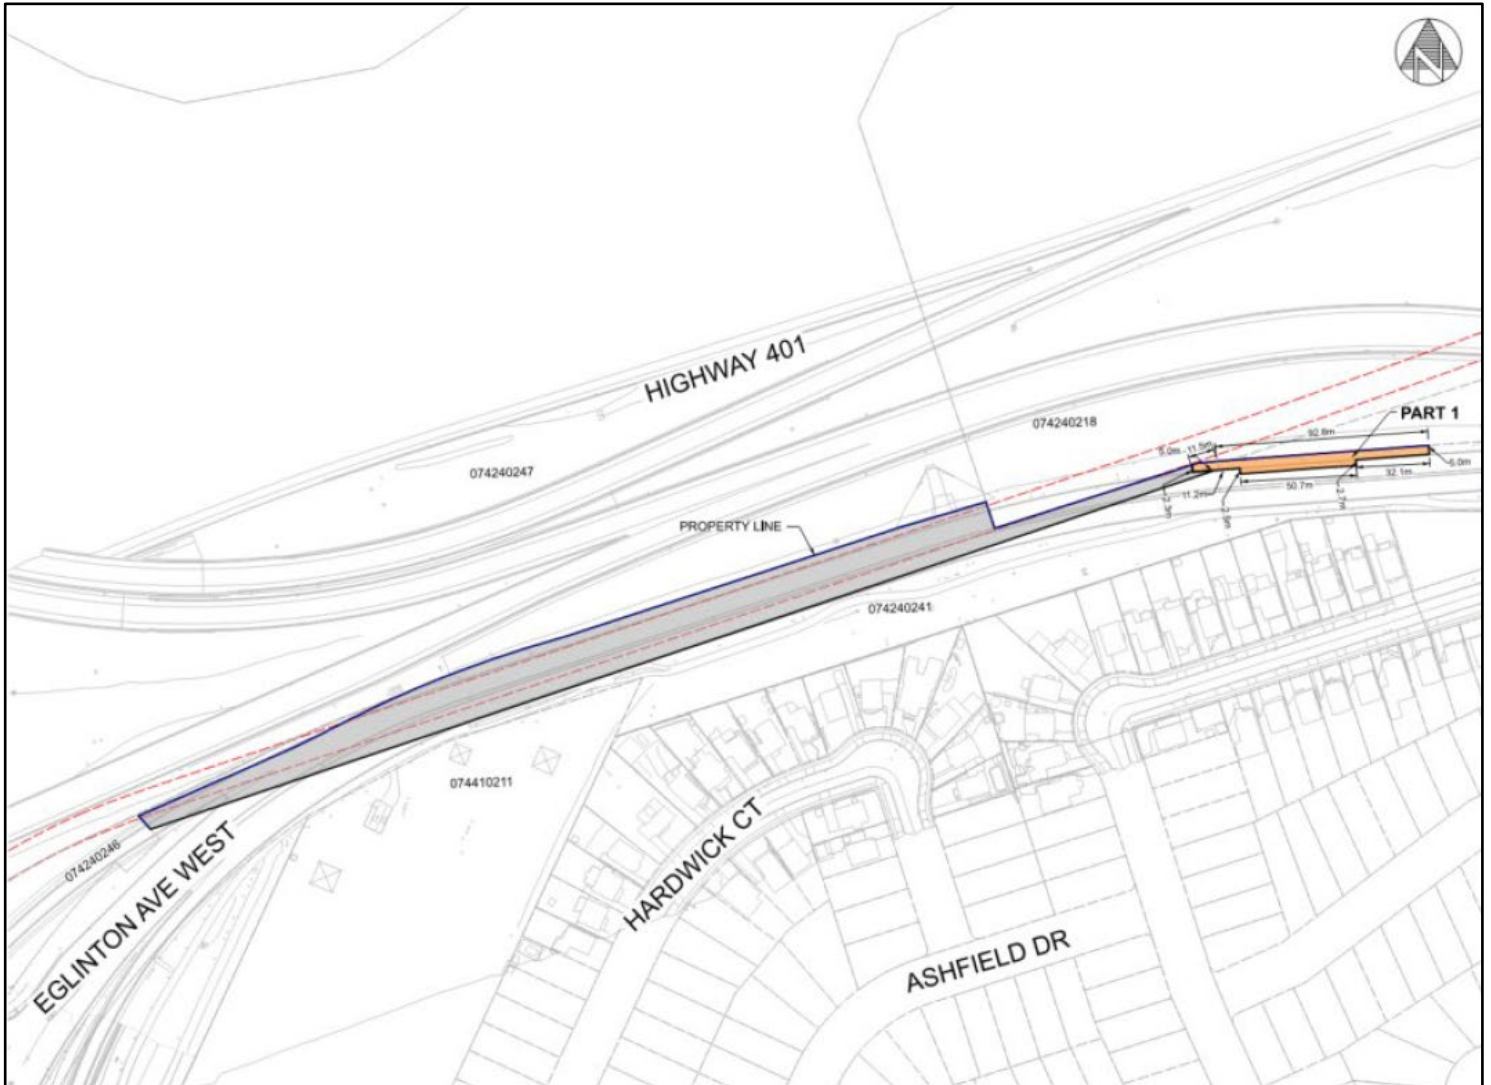 N
HIGHWAY 401
074240218
PART 1
92.8m
5.0m
11.5m
5.0m
32.1m
50.7m
2.7m
11.2m
2.9m
2.3m
074240247
PROPERTY LINE
074240241
074410211
074240246
EGLINTON AVE WEST
HARDWICK CT
ASHFIELD DR